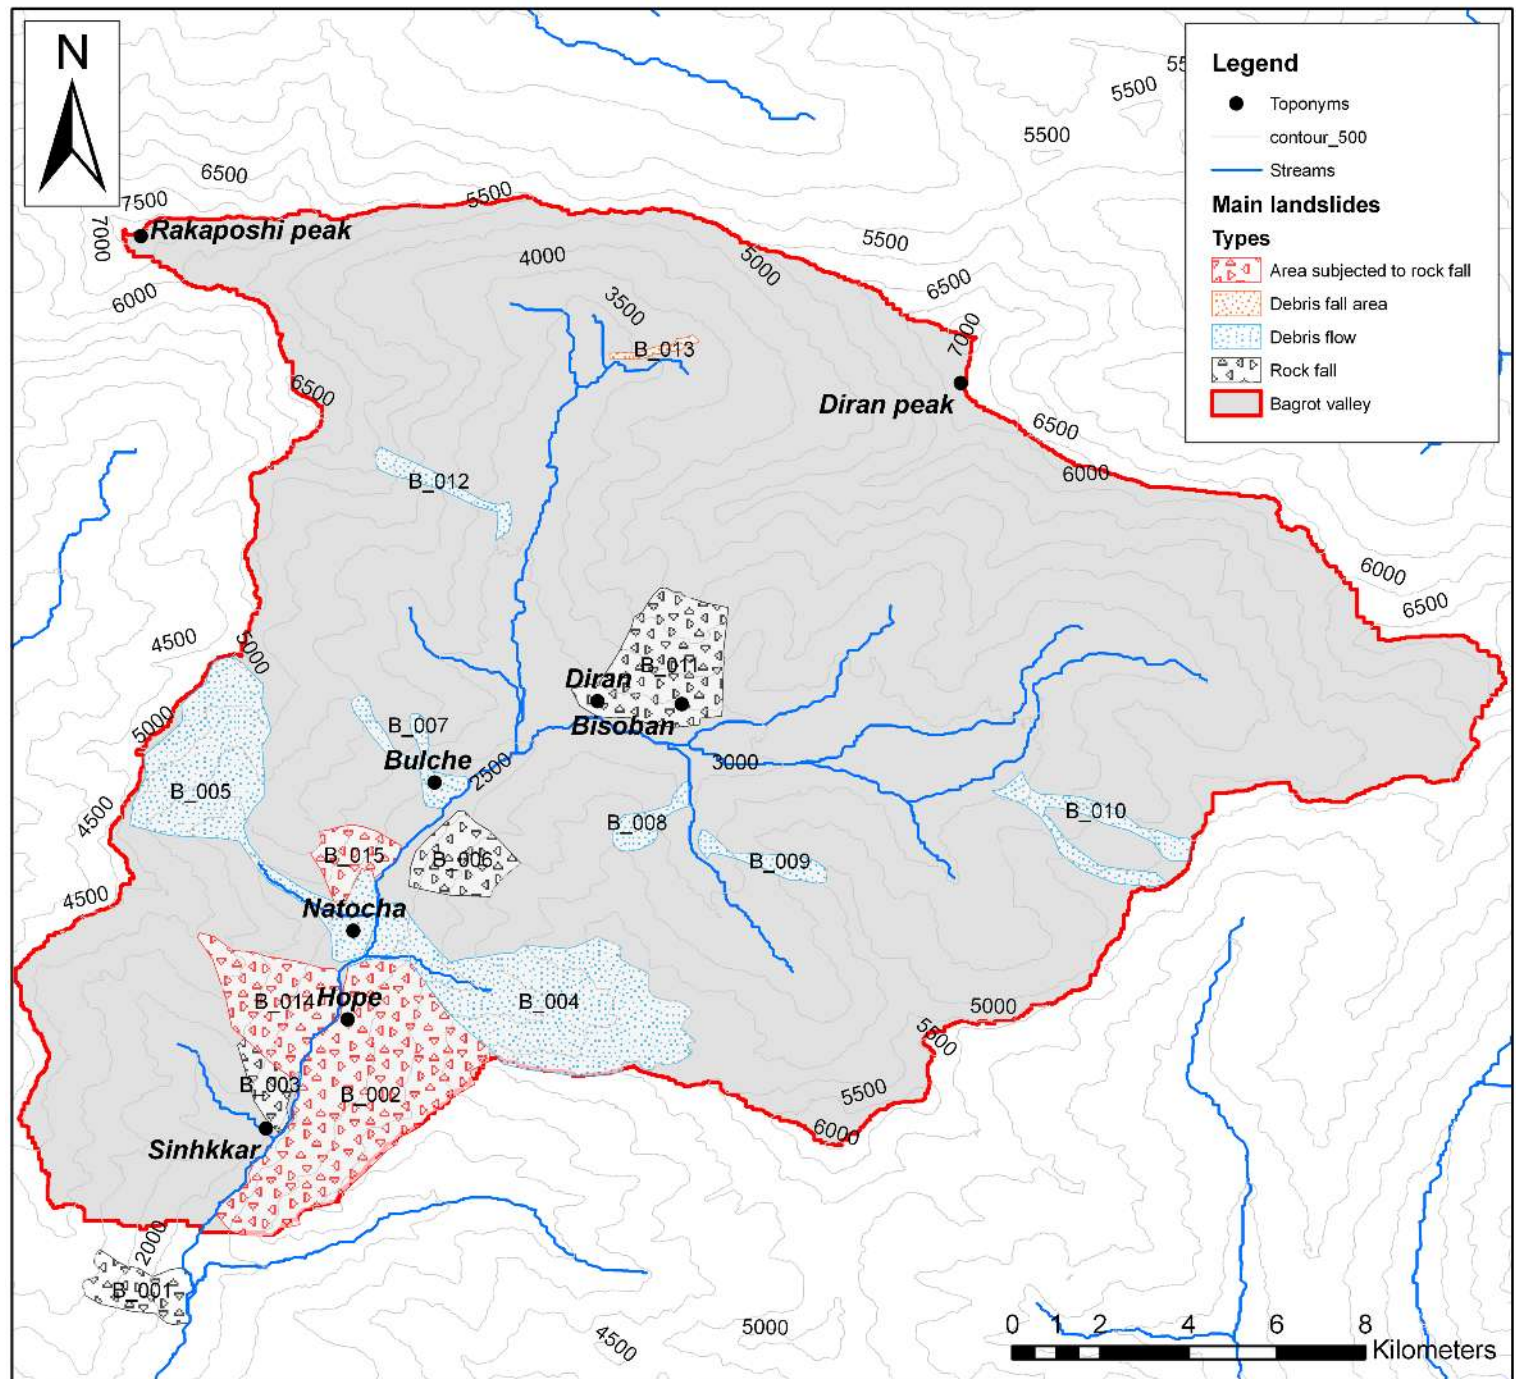 N
Legend
Toponyms
contour_500
Streams
Main landslides
Types
Area subjected to rock fall
Debris fall area
Debris flow
Rock fall
Bagrot valley
55
5500
5500
6500
7500
5500
7000
Rakaposhi peak
5500
4000
5000
6000
6500
3500
7000
B_013
6500
Diran peak
6500
6000
B_012
6000
6500
4500
5000
B_011
Diran
5000
B_007
Bisoban
Bulche
2500
3000
B_005
4500
B_010
B_008
B_015
B_006
B_009
4500
Natocha
B_014
Hope
B_004
5000
5500
B_003
B_002
5500
6000
Sinhkkar
2000
B_001
4500
5000
0 1 2 4 6 8
Kilometers